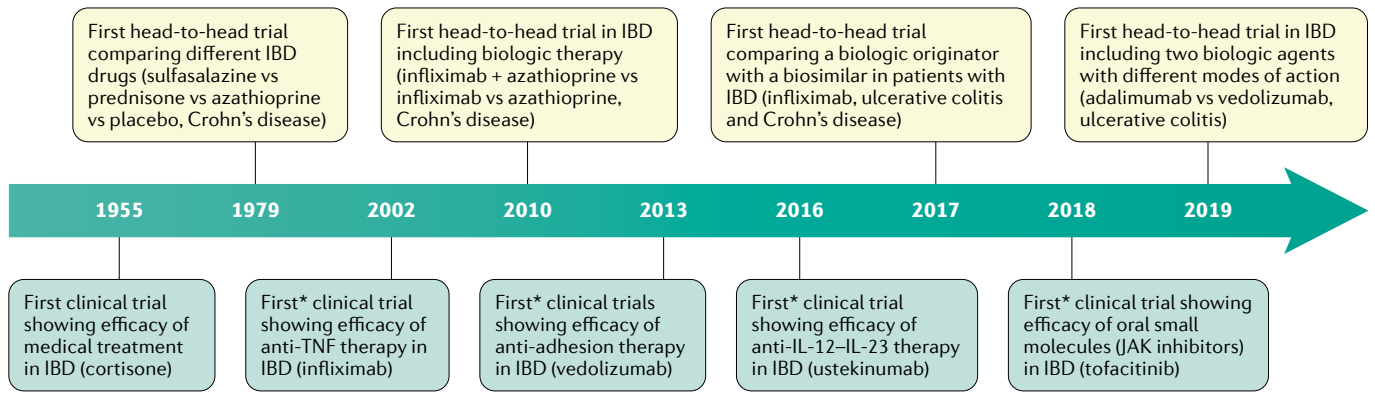 First head-to-head trial
comparing different IBD
drugs (sulfasalazine vs
prednisone vs azathioprine
vs placebo, Crohn's disease)
First head-to-head trial in IBD
including biologic therapy
(infliximab + azathioprine vs
infliximab vs azathioprine,
Crohn's disease)
First head-to-head trial
comparing a biologic originator
with a biosimilar in patients with
IBD (infliximab, ulcerative colitis
and Crohn's disease)
First head-to-head trial in IBD
including two biologic agents
with different modes of action
(adalimumab vs vedolizumab,
ulcerative colitis)
1955 1979 2002 2010 2013 2016 2017 2018 2019
First clinical trial
showing efficacy of
medical treatment
in IBD (cortisone)
First* clinical trial
showing efficacy of
anti-TNF therapy in
IBD (infliximab)
First* clinical trials
showing efficacy of
anti-adhesion therapy
in IBD (vedolizumab)
First* clinical trial
showing efficacy of
anti-IL-12–IL-23 therapy
in IBD (ustekinumab)
First* clinical trial showing
efficacy of oral small
molecules (JAK inhibitors)
in IBD (tofacitinib)